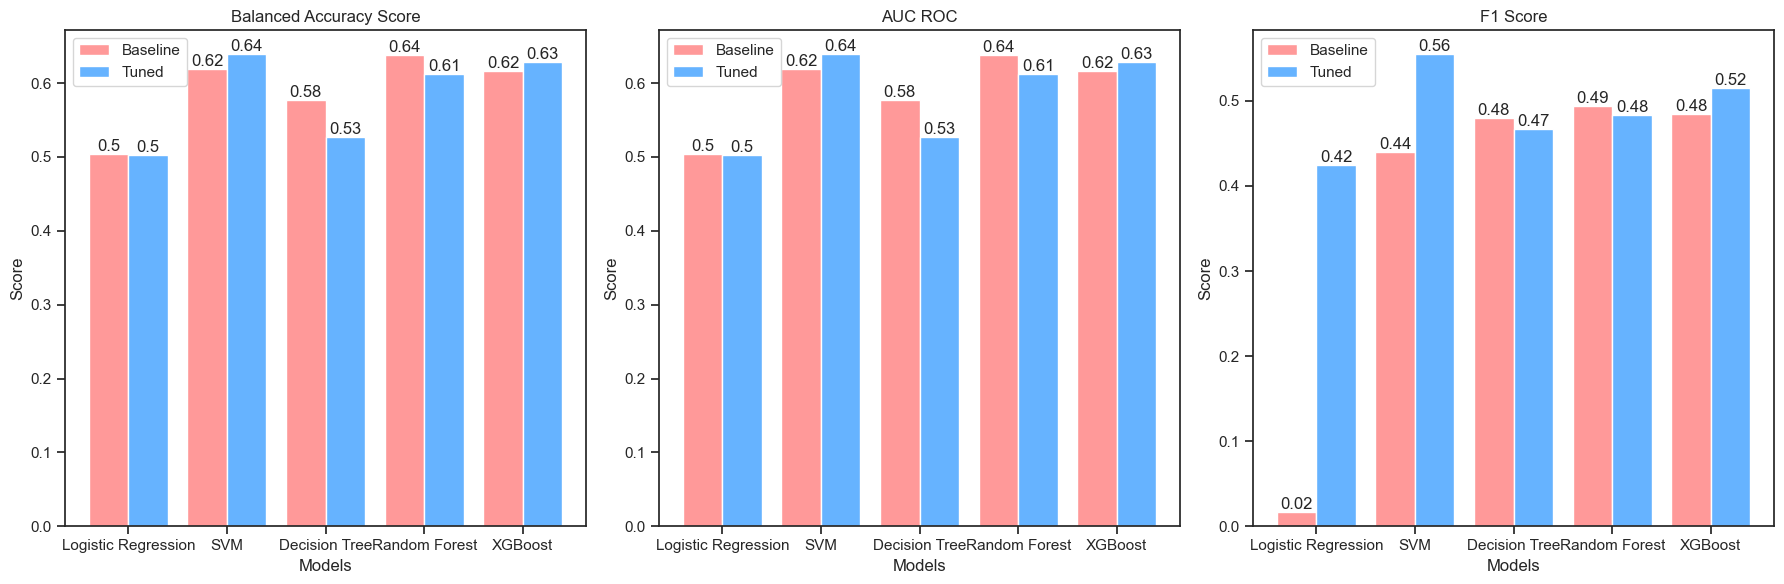 Balanced Accuracy Score
Baseline
Tuned
0.5
0.5
0.62
0.64
0.58
0.53
0.64
0.61
0.62
0.63
0.6
0.5
0.4
0.3
0.2
0.1
0.0
Score
Logistic Regression SVM Decision Tree Random Forest XGBoost
Models
AUC ROC
Baseline
Tuned
0.5
0.5
0.62
0.64
0.58
0.53
0.64
0.61
0.62
0.63
0.6
0.5
0.4
0.3
0.2
0.1
0.0
Score
Logistic Regression SVM Decision Tree Random Forest XGBoost
Models
F1 Score
Baseline
Tuned
0.02
0.42
0.44
0.56
0.48
0.47
0.49
0.48
0.48
0.52
0.5
0.4
0.3
0.2
0.1
0.0
Score
Logistic Regression SVM Decision Tree Random Forest XGBoost
Models